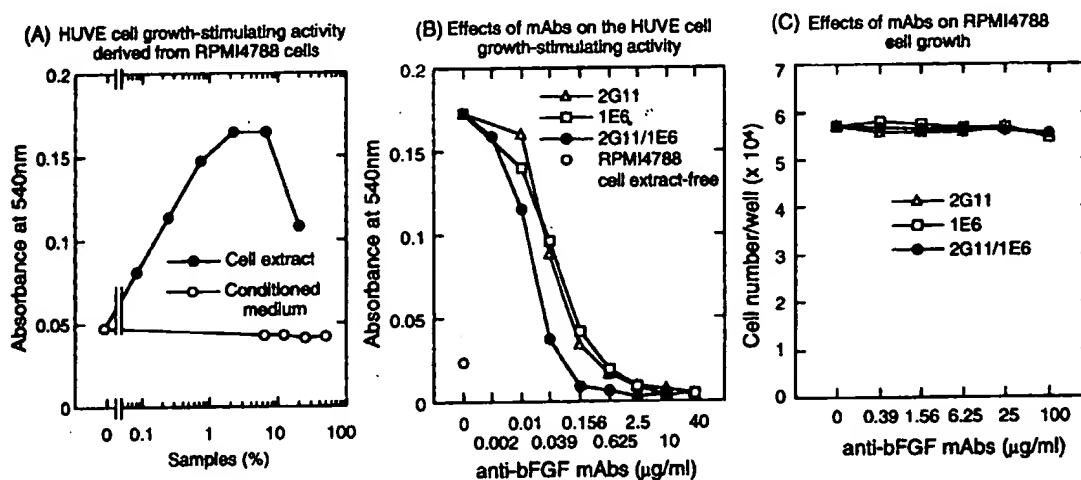 (A) HUVE cell growth-stimulating activity
derived from RPMI4788 cells
0.2
0.15
0.1
0.05
0
Absorbance at 540nm
Cell extract
Conditioned
medium
0 0.1 1 10 100
Samples (%)
(B) Effects of mAbs on the HUVE cell
growth-stimulating activity
0.2
0.15
0.1
0.05
0
Absorbance at 540nm
2G11
1E6
2G11/1E6
RPMI4788
cell extract-free
0 0.01 0.156 2.5 40
0.002 0.039 0.625 10
anti-bFGF mAbs (μg/ml)
(C) Effects of mAbs on RPMI4788
cell growth
7
6
5
4
3
2
1
0
Cell number/well (x 10⁴)
2G11
1E6
2G11/1E6
0 0.39 1.56 6.25 25 100
anti-bFGF mAbs (μg/ml)